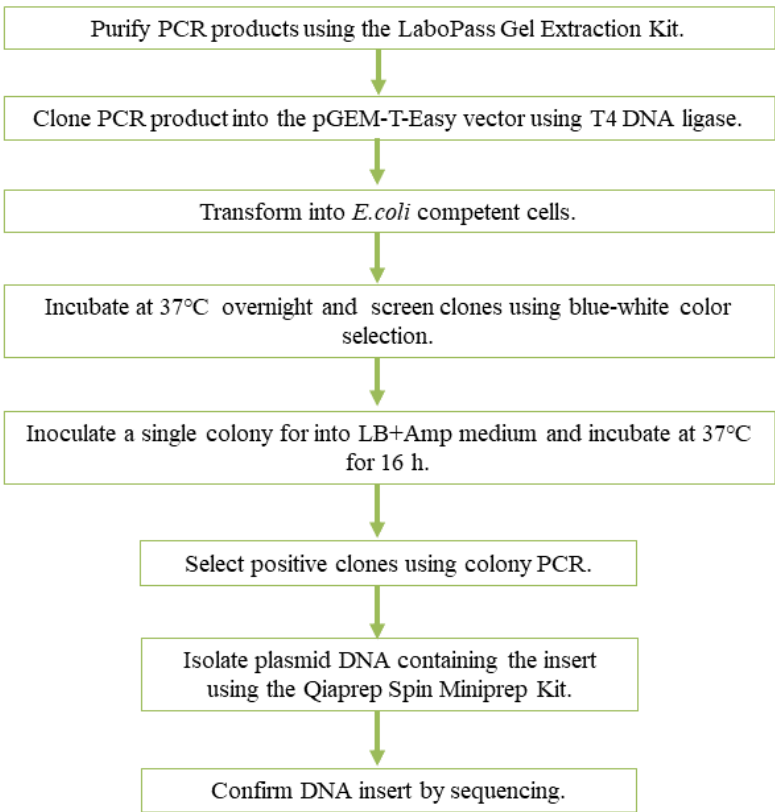 Purify PCR products using the LaboPass Gel Extraction Kit.
Clone PCR product into the pGEM-T-Easy vector using T4 DNA ligase.
Transform into E.coli competent cells.
Incubate at 37°C overnight and screen clones using blue-white color
selection.
Inoculate a single colony for into LB+Amp medium and incubate at 37°C
for 16 h.
Select positive clones using colony PCR.
Isolate plasmid DNA containing the insert
using the Qiaprep Spin Miniprep Kit.
Confirm DNA insert by sequencing.